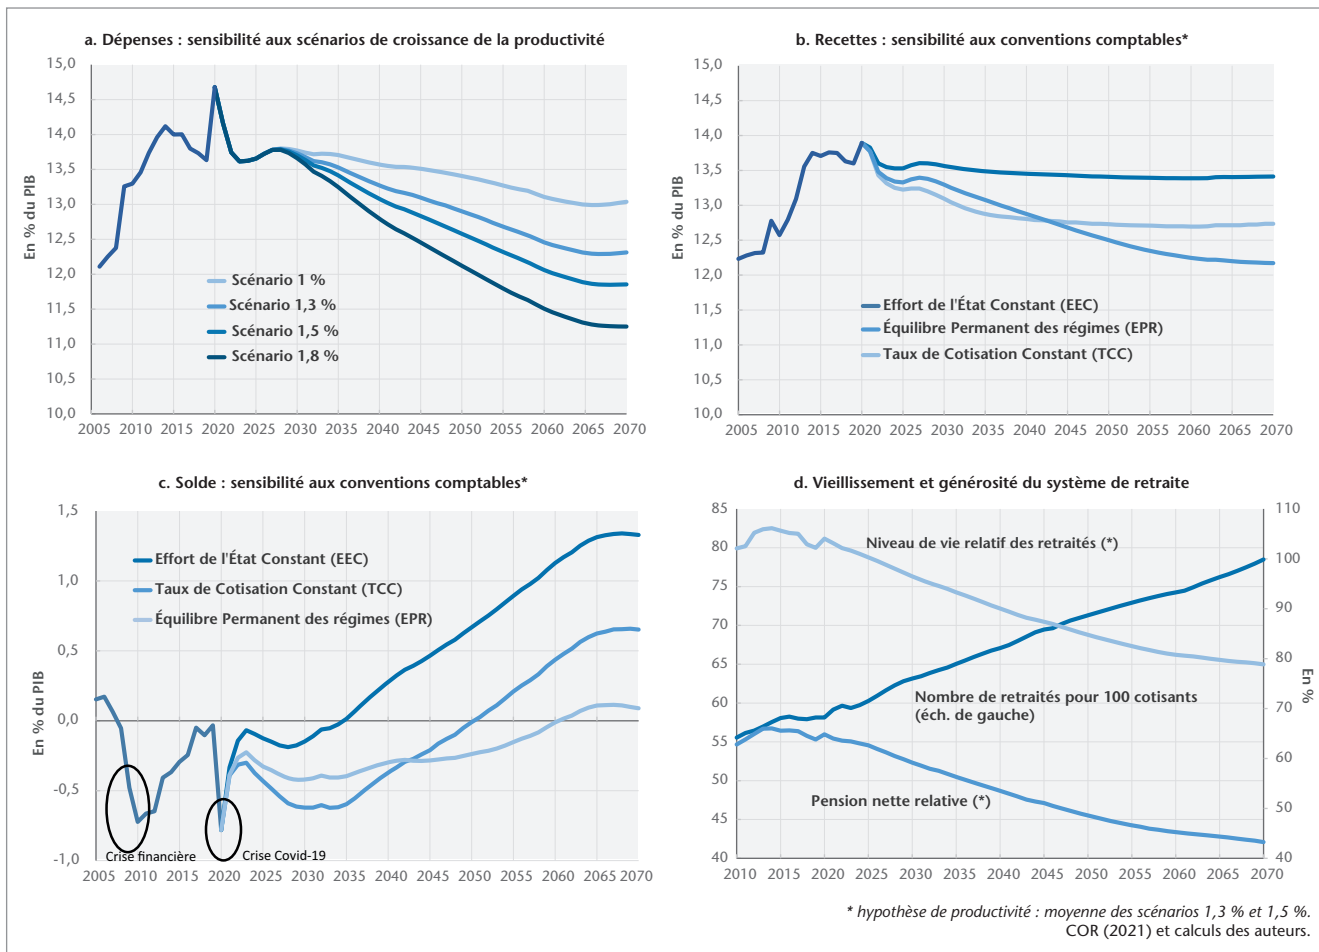 a. Dépenses : sensibilité aux scénarios de croissance de la productivité
En % du PIB
15,0
14,5
14,0
13,5
13,0
12,5
12,0
11,5
11,0
10,5
10,0
Scénario 1 %
Scénario 1,3 %
Scénario 1,5 %
Scénario 1,8 %
2005 2010 2015 2020 2025 2030 2035 2040 2045 2050 2055 2060 2065 2070
b. Recettes : sensibilité aux conventions comptables*
En % du PIB
15,0
14,5
14,0
13,5
13,0
12,5
12,0
11,5
11,0
10,5
10,0
Effort de l'État Constant (EEC)
Équilibre Permanent des régimes (EPR)
Taux de Cotisation Constant (TCC)
2005 2010 2015 2020 2025 2030 2035 2040 2045 2050 2055 2060 2065 2070
c. Solde : sensibilité aux conventions comptables*
En % du PIB
1,5
1,0
0,5
0,0
-0,5
-1,0
Effort de l'État Constant (EEC)
Taux de Cotisation Constant (TCC)
Équilibre Permanent des régimes (EPR)
Crise financière
Crise Covid-19
2005 2010 2015 2020 2025 2030 2035 2040 2045 2050 2055 2060 2065 2070
d. Vieillissement et générosité du système de retraite
85
80
75
70
65
60
55
50
45
40
Niveau de vie relatif des retraités (*)
Nombre de retraités pour 100 cotisants
(éch. de gauche)
Pension nette relative (*)
110
100
90
80
70
60
50
40
En %
2010 2015 2020 2025 2030 2035 2040 2045 2050 2055 2060 2065 2070
* hypothèse de productivité : moyenne des scénarios 1,3 % et 1,5 %.
COR (2021) et calculs des auteurs.